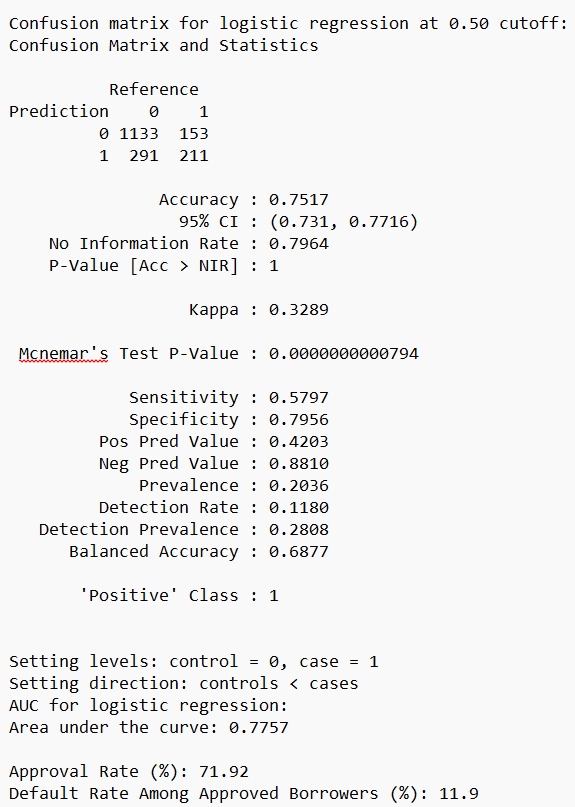 Confusion matrix for logistic regression at 0.50 cutoff:
Confusion Matrix and Statistics
Reference
Prediction 0 1
0 1133 153
1 291 211
Accuracy : 0.7517
95% CI : (0.731, 0.7716)
No Information Rate : 0.7964
P-Value [Acc > NIR] : 1
Kappa : 0.3289
Mcnemar's Test P-Value : 0.0000000000794
Sensitivity : 0.5797
Specificity : 0.7956
Pos Pred Value : 0.4203
Neg Pred Value : 0.8810
Prevalence : 0.2036
Detection Rate : 0.1180
Detection Prevalence : 0.2808
Balanced Accuracy : 0.6877
'Positive' Class : 1
Setting levels: control = 0, case = 1
Setting direction: controls < cases
AUC for logistic regression:
Area under the curve: 0.7757
Approval Rate (%): 71.92
Default Rate Among Approved Borrowers (%): 11.9